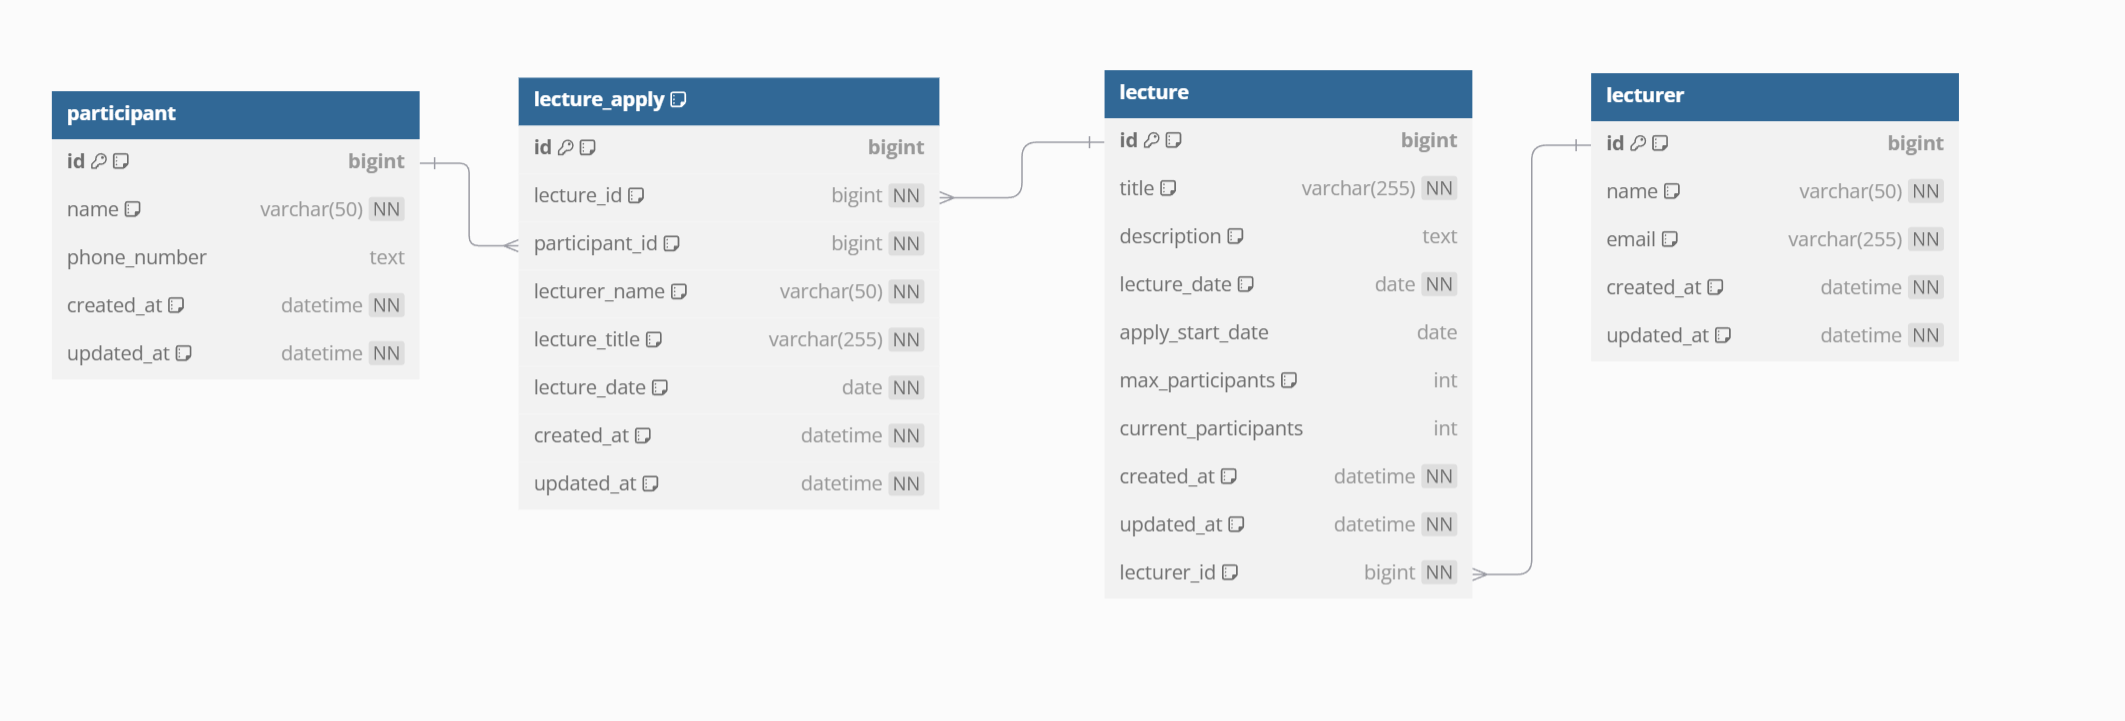 participant
id bigint
name varchar(50) NN
phone_number text
created_at datetime NN
updated_at datetime NN
lecture_apply
id bigint
lecture_id bigint NN
participant_id bigint NN
lecturer_name varchar(50) NN
lecture_title varchar(255) NN
lecture_date date NN
created_at datetime NN
updated_at datetime NN
lecture
id bigint
title varchar(255) NN
description text
lecture_date date NN
apply_start_date date
max_participants int
current_participants int
created_at datetime NN
updated_at datetime NN
lecturer_id bigint NN
lecturer
id bigint
name varchar(50) NN
email varchar(255) NN
created_at datetime NN
updated_at datetime NN